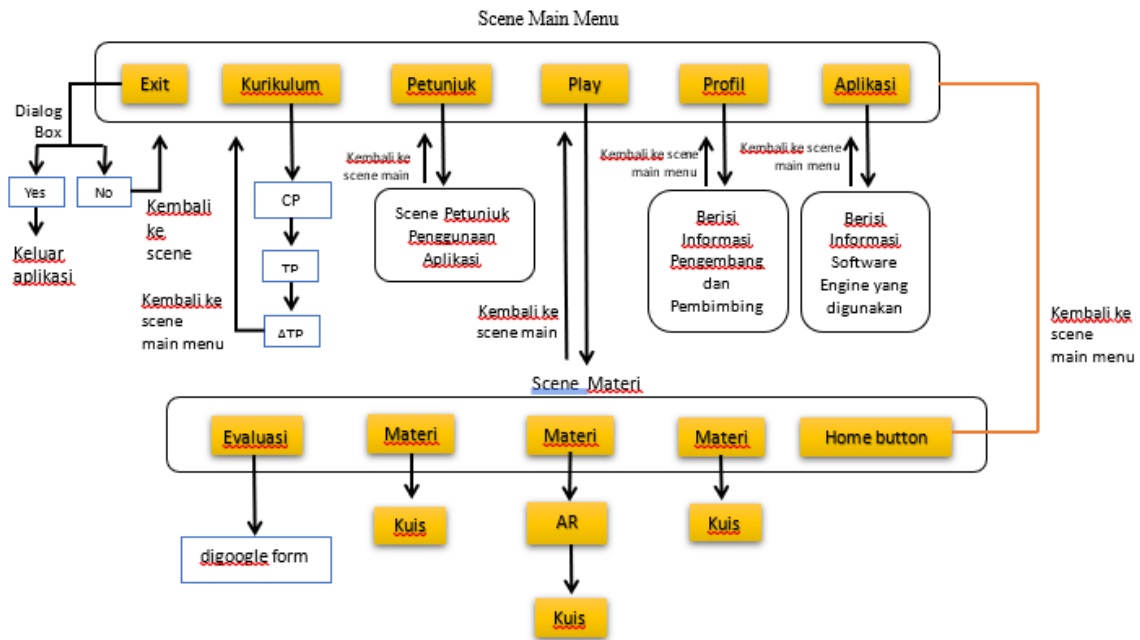 Scene Main Menu
Exit
Kurikulum
Petunjuk
Play
Profil
Aplikasi
Dialog
Box
Yes
No
Keluar
aplikasi
Kembali
ke
scene
CP
TP
ATP
Kembali ke
scene
main menu
Kembali ke
scene main
Scene Petunjuk
Penggunaan
Aplikasi
Kembali ke
scene main
Kembali ke scene
main menu
Berisi
Informasi
Pengembang
dan
Pembimbing
Kembali ke scene
main menu
Berisi
Informasi
Software
Engine yang
digunakan
Kembali ke
scene
main menu
Scene Materi
Evaluasi
Materi
Materi
Materi
Home button
digoogle form
Kuis
AR
Kuis
Kuis